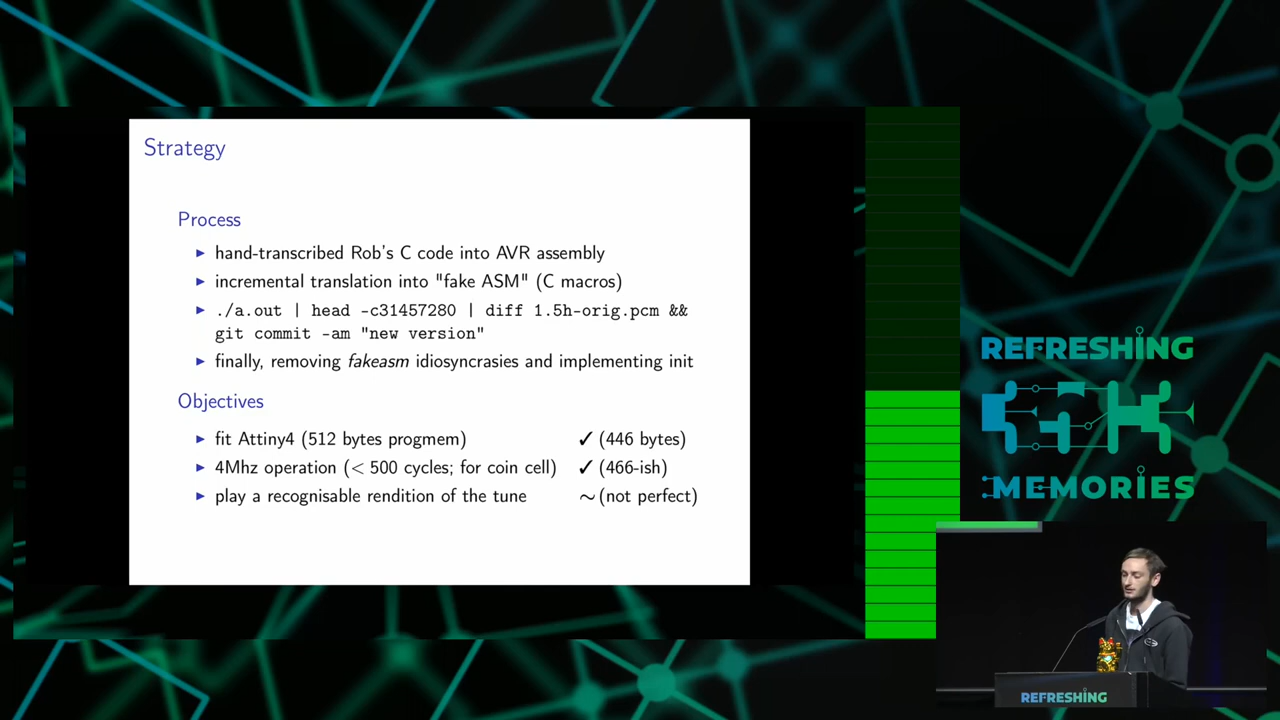 Strategy
Process
▶ hand-transcribed Rob's C code into AVR assembly
▶ incremental translation into "fake ASM" (C macros)
▶ ./a.out | head -c31457280 | diff 1.5h-orig.pcm &&
git commit -am "new version"
▶ finally, removing fakeasm idiosyncrasies and implementing init
Objectives
▶ fit Attiny4 (512 bytes progmem) ✓ (446 bytes)
▶ 4Mhz operation (< 500 cycles; for coin cell) ✓ (466-ish)
▶ play a recognisable rendition of the tune ~ (not perfect)
REFRESHING
MEMORIES
REFRESHING